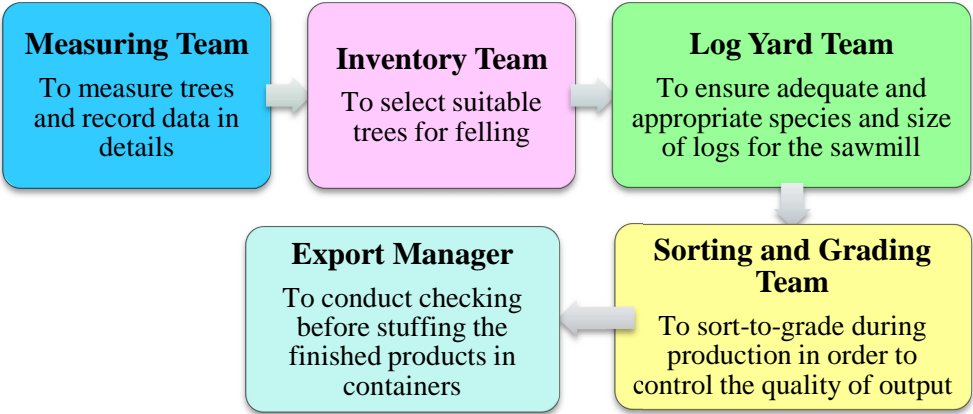 Measuring Team
To measure trees
and record data in
details
Inventory Team
To select suitable
trees for felling
Log Yard Team
To ensure adequate and
appropriate species and size
of logs for the sawmill
Sorting and Grading
Team
To sort-to-grade during
production in order to
control the quality of output
Export Manager
To conduct checking
before stuffing the
finished products in
containers